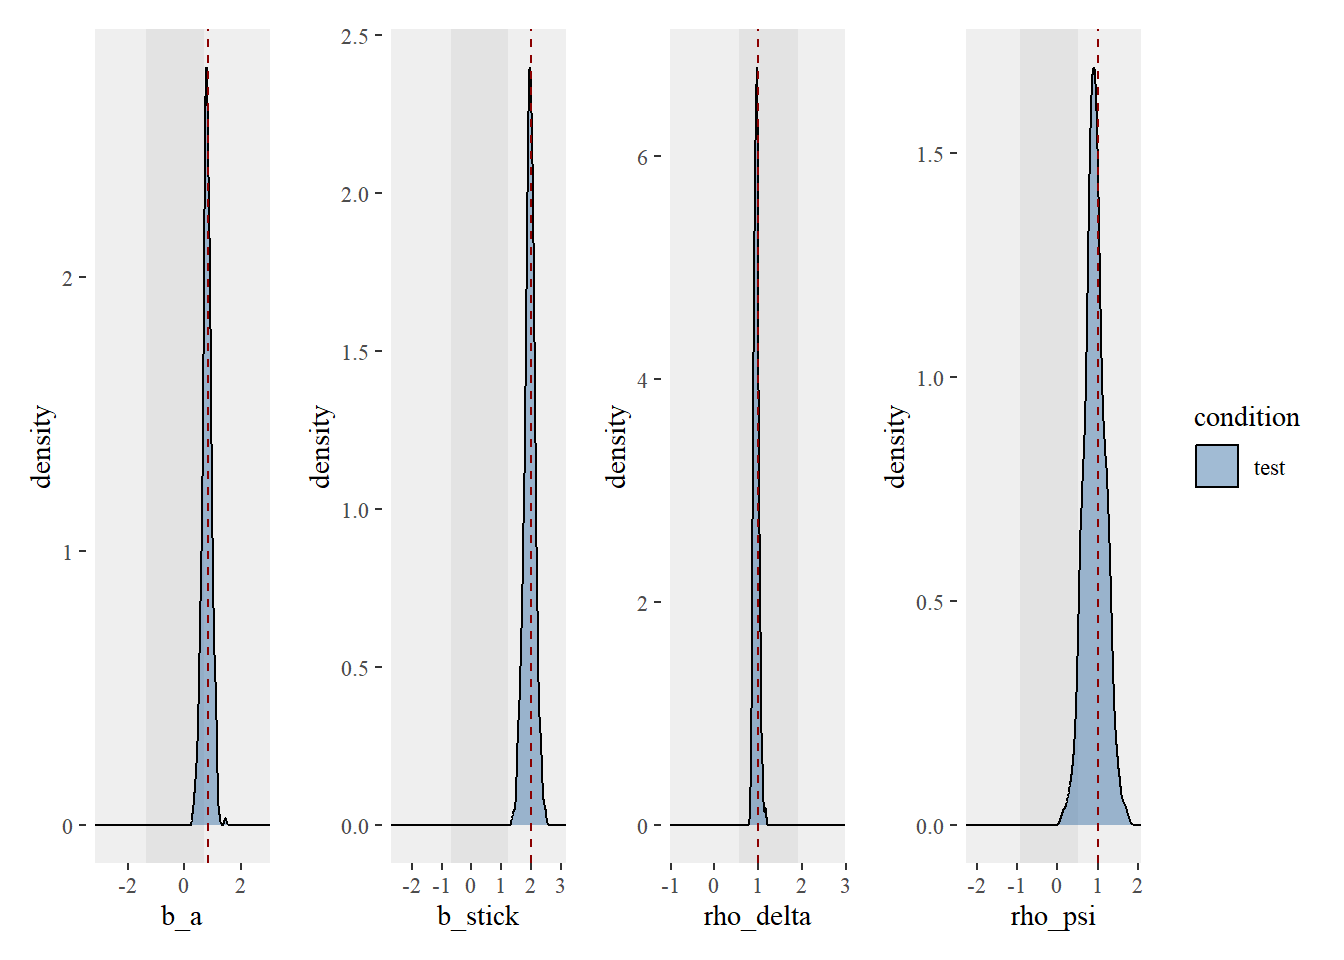 density
2
1
0
-2 0 2
b_a
density
2.5
2.0
1.5
1.0
0.5
0.0
-2 -1 0 1 2 3
b_stick
density
6
4
2
0
-1 0 1 2 3
rho_delta
density
1.5
1.0
0.5
0.0
-2 -1 0 1 2
rho_psi
condition
test